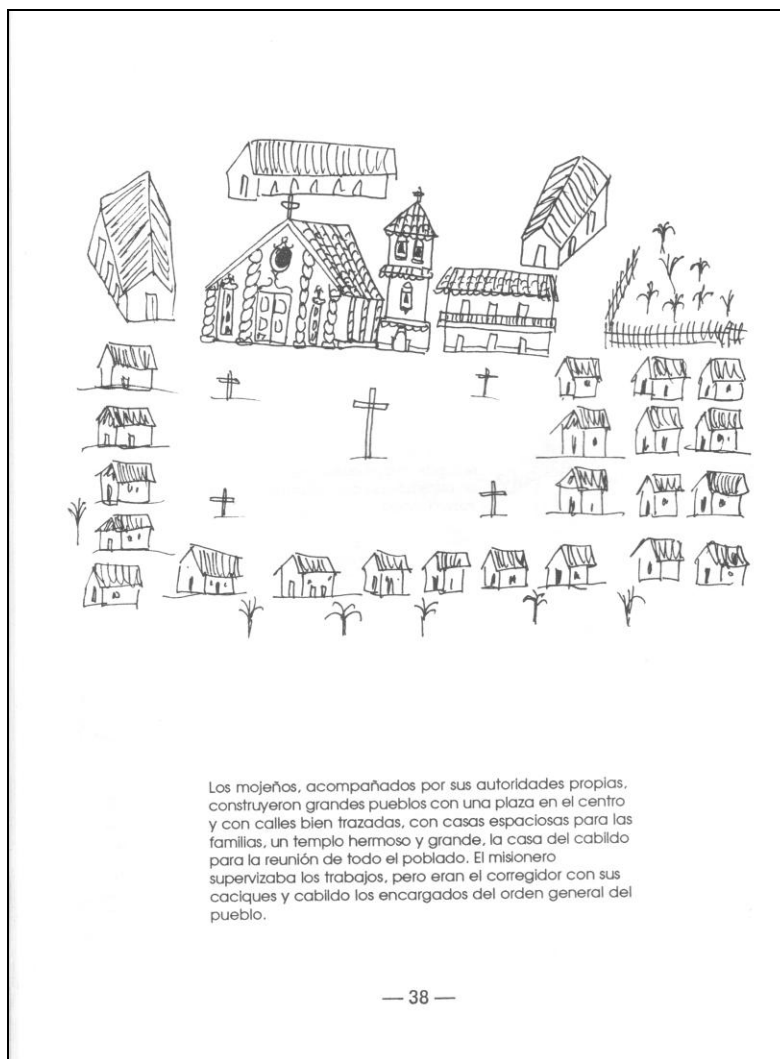 Los mojeños, acompañados por sus autoridades propias,
construyeron grandes pueblos con una plaza en el centro
y con calles bien trazadas, con casas espaciosas para las
familias, un templo hermoso y grande, la casa del cabildo
para la reunión de todo el poblado. El misionero
supervizaba los trabajos, pero eran el corregidor con sus
caciques y cabildo los encargados del orden general del
pueblo.
— 38 —